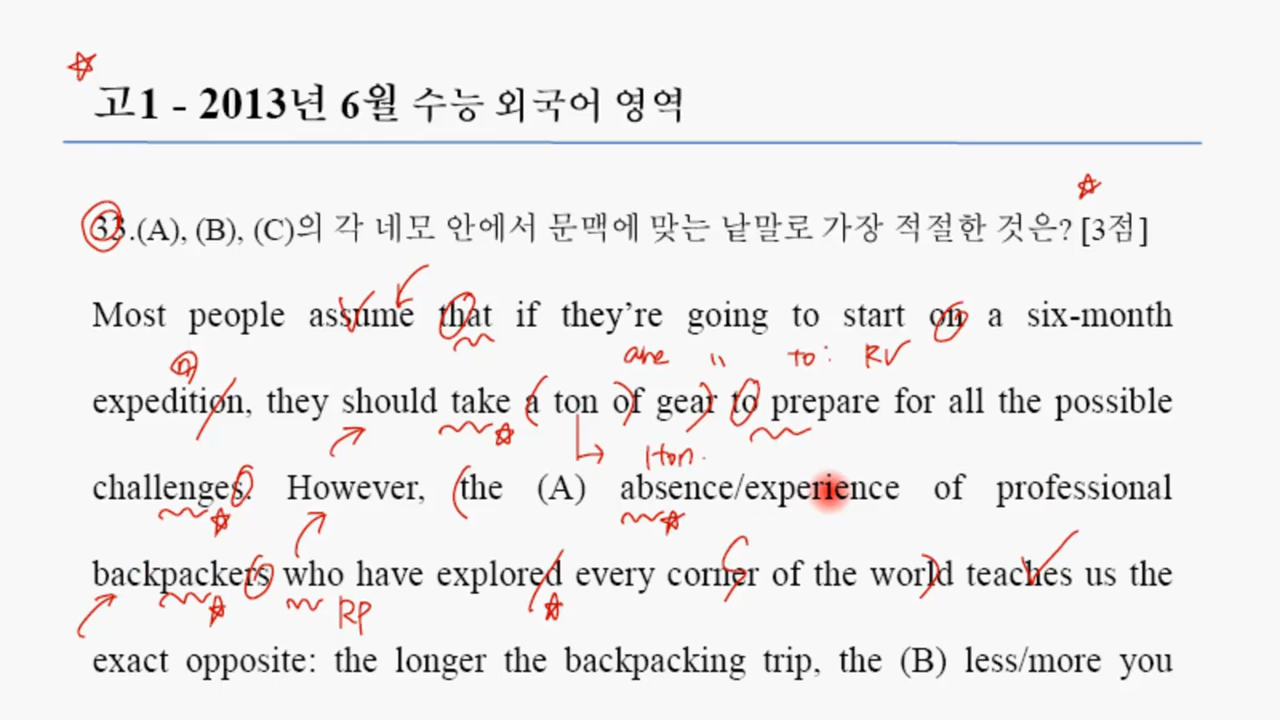 고1 - 2013년 6월 수능 외국어 영역
33.(A), (B), (C)의 각 네모 안에서 문맥에 맞는 낱말로 가장 적절한 것은? [3점]
Most people assume that if they're going to start on a six-month
are " to: RV
expedition, they should take a ton of gear to prepare for all the possible
1ton.
challenges. However, the (A) absence/experience of professional
backpackers who have explored every corner of the world teaches us the
RP
exact opposite: the longer the backpacking trip, the (B) less/more you